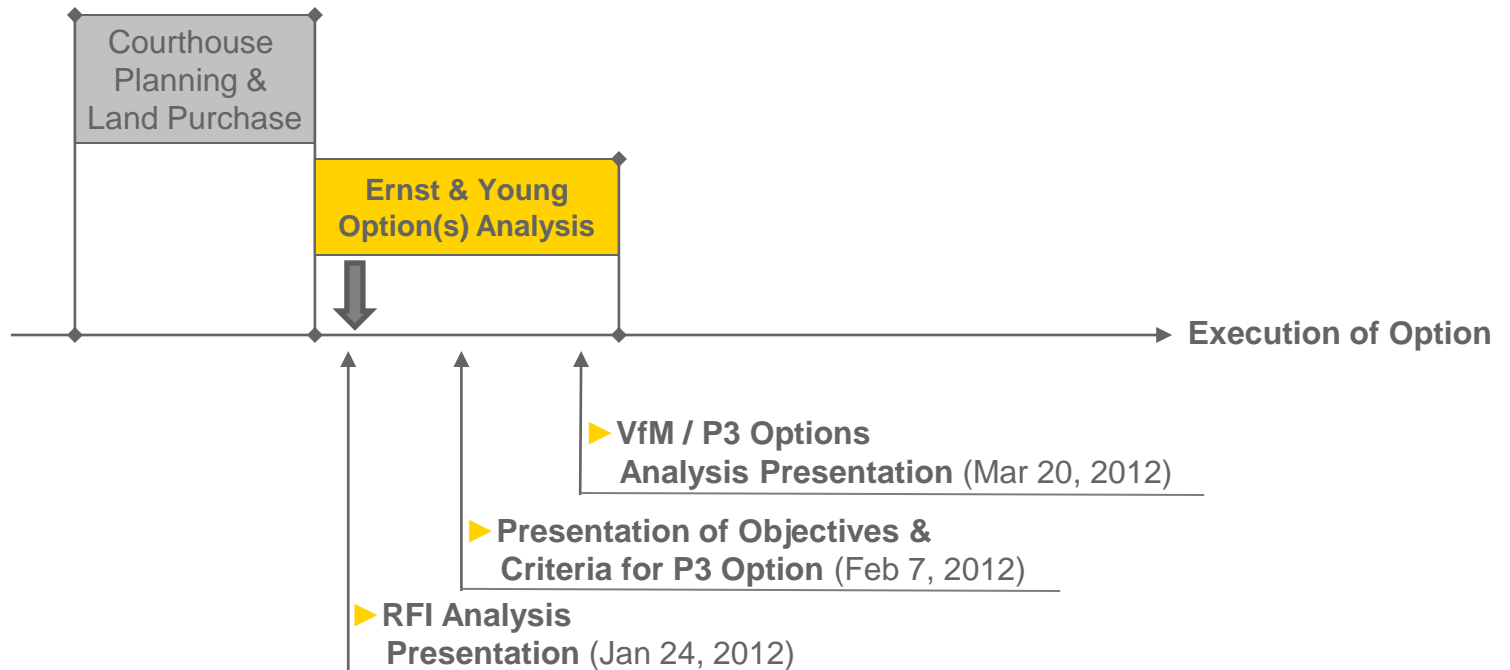 Courthouse
Planning &
Land Purchase
Ernst & Young
Option(s) Analysis
Execution of Option
VfM / P3 Options
Analysis Presentation (Mar 20, 2012)
Presentation of Objectives &
Criteria for P3 Option (Feb 7, 2012)
RFI Analysis
Presentation (Jan 24, 2012)